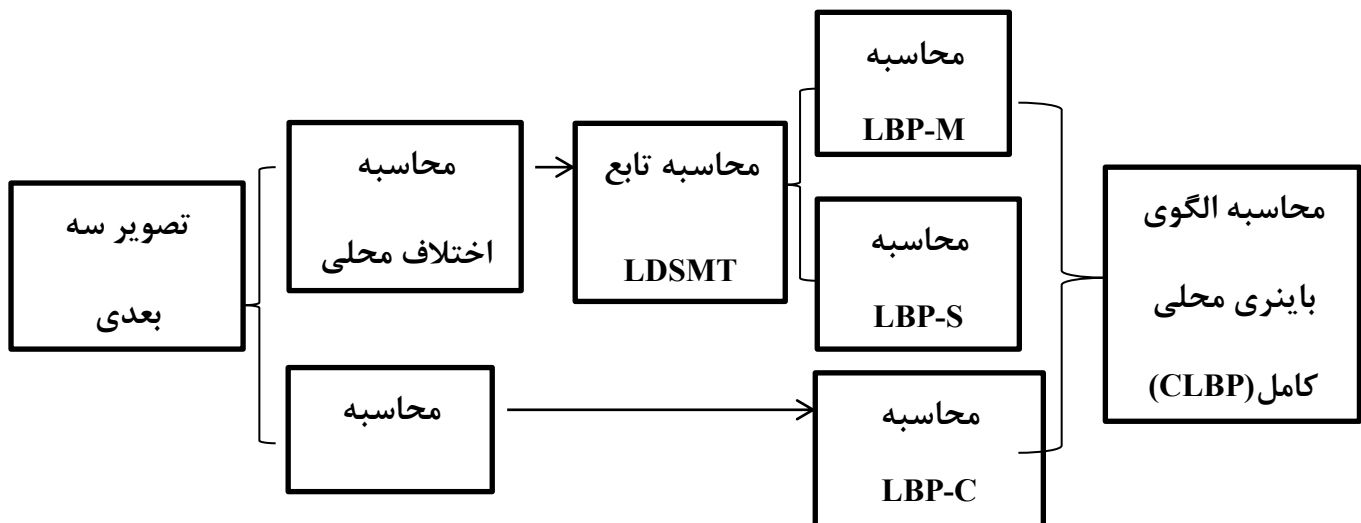 تصویر سه
بعدی
محاسبه
اختلاف محلی
محاسبه
محاسبه تابع
LDSMT
محاسبه
LBP-M
محاسبه
LBP-S
محاسبه
LBP-C
محاسبه الگوی
باینری محلی
کامل(CLBP)